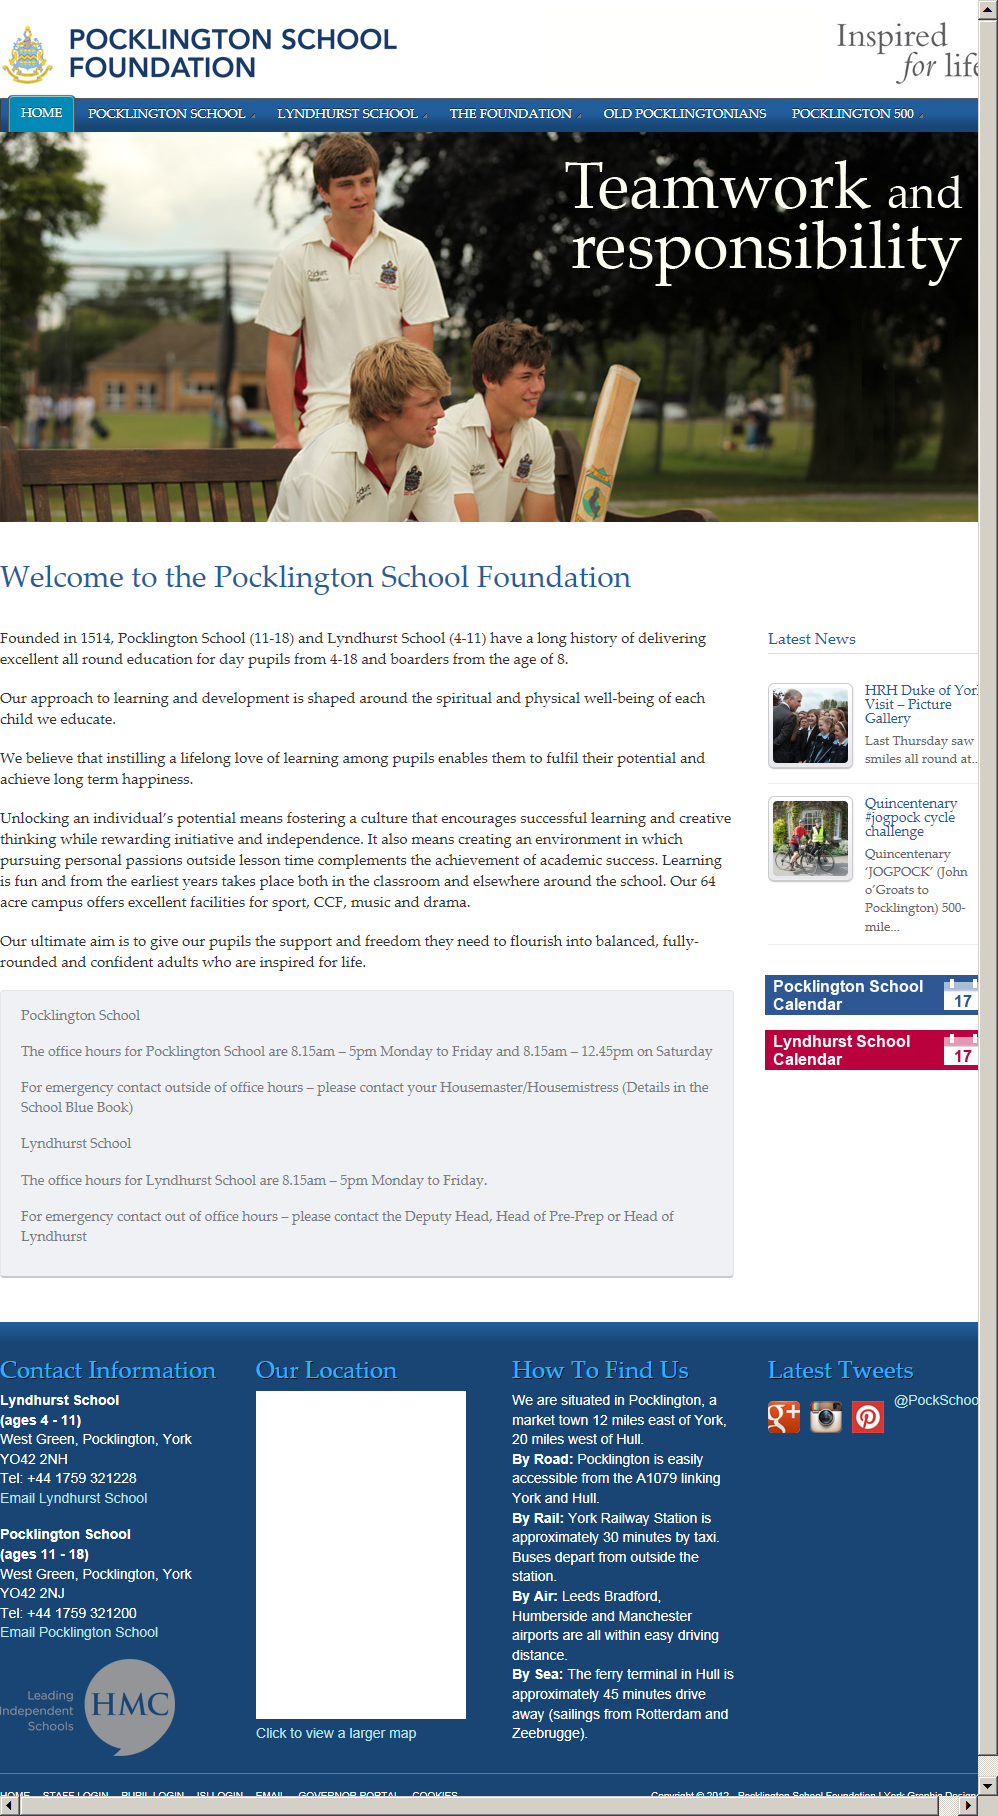 POCKLINGTON SCHOOL
FOUNDATION
Inspired
for life
HOME POCKLINGTON SCHOOL LYNDHURST SCHOOL THE FOUNDATION OLD POCKLINGTONIANS POCKLINGTON 500
Teamwork and
responsibility
Welcome to the Pocklington School Foundation
Founded in 1514, Pocklington School (11-18) and Lyndhurst School (4-11) have a long history of delivering
excellent all round education for day pupils from 4-18 and boarders from the age of 8.
Our approach to learning and development is shaped around the spiritual and physical well-being of each
child we educate.
We believe that instilling a lifelong love of learning among pupils enables them to fulfil their potential and
achieve long term happiness.
Unlocking an individual’s potential means fostering a culture that encourages successful learning and creative
thinking while rewarding initiative and independence. It also means creating an environment in which
pursuing personal passions outside lesson time complements the achievement of academic success. Learning
is fun and from the earliest years takes place both in the classroom and elsewhere around the school. Our 64
acre campus offers excellent facilities for sport, CCF, music and drama.
Our ultimate aim is to give our pupils the support and freedom they need to flourish into balanced, fully-
rounded and confident adults who are inspired for life.
Pocklington School
The office hours for Pocklington School are 8.15am – 5pm Monday to Friday and 8.15am – 12.45pm on Saturday
For emergency contact outside of office hours – please contact your Housemaster/Housemistress (Details in the
School Blue Book)
Lyndhurst School
The office hours for Lyndhurst School are 8.15am – 5pm Monday to Friday.
For emergency contact out of office hours – please contact the Deputy Head, Head of Pre-Prep or Head of
Lyndhurst
Latest News
HRH Duke of York
Visit – Picture
Gallery
Last Thursday saw
smiles all round at...
Quincentenary
#jogpock cycle
challenge
Quincentenary
‘JOGPOCK’ (John
o’Groats to
Pocklington) 500-
mile...
Pocklington School
Calendar
17
Lyndhurst School
Calendar
17
Contact Information
Lyndhurst School
(ages 4 - 11)
West Green, Pocklington, York
YO42 2NH
Tel: +44 1759 321228
Email Lyndhurst School
Pocklington School
(ages 11 - 18)
West Green, Pocklington, York
YO42 2NJ
Tel: +44 1759 321200
Email Pocklington School
Leading
Independent
Schools
HMC
Our Location
Click to view a larger map
How To Find Us
We are situated in Pocklington, a
market town 12 miles east of York,
20 miles west of Hull.
By Road: Pocklington is easily
accessible from the A1079 linking
York and Hull.
By Rail: York Railway Station is
approximately 30 minutes by taxi.
Buses depart from outside the
station.
By Air: Leeds Bradford,
Humberside and Manchester
airports are all within easy driving
distance.
By Sea: The ferry terminal in Hull is
approximately 45 minutes drive
away (sailings from Rotterdam and
Zeebrugge).
Latest Tweets
@PockSchoo
HOME STAFF LOGIN PUPIL LOGIN ISI LOGIN EMAIL GOVERNOR PORTAL COOKIES
Copyright © 2012 - Pocklington School Foundation | York Graphic Design